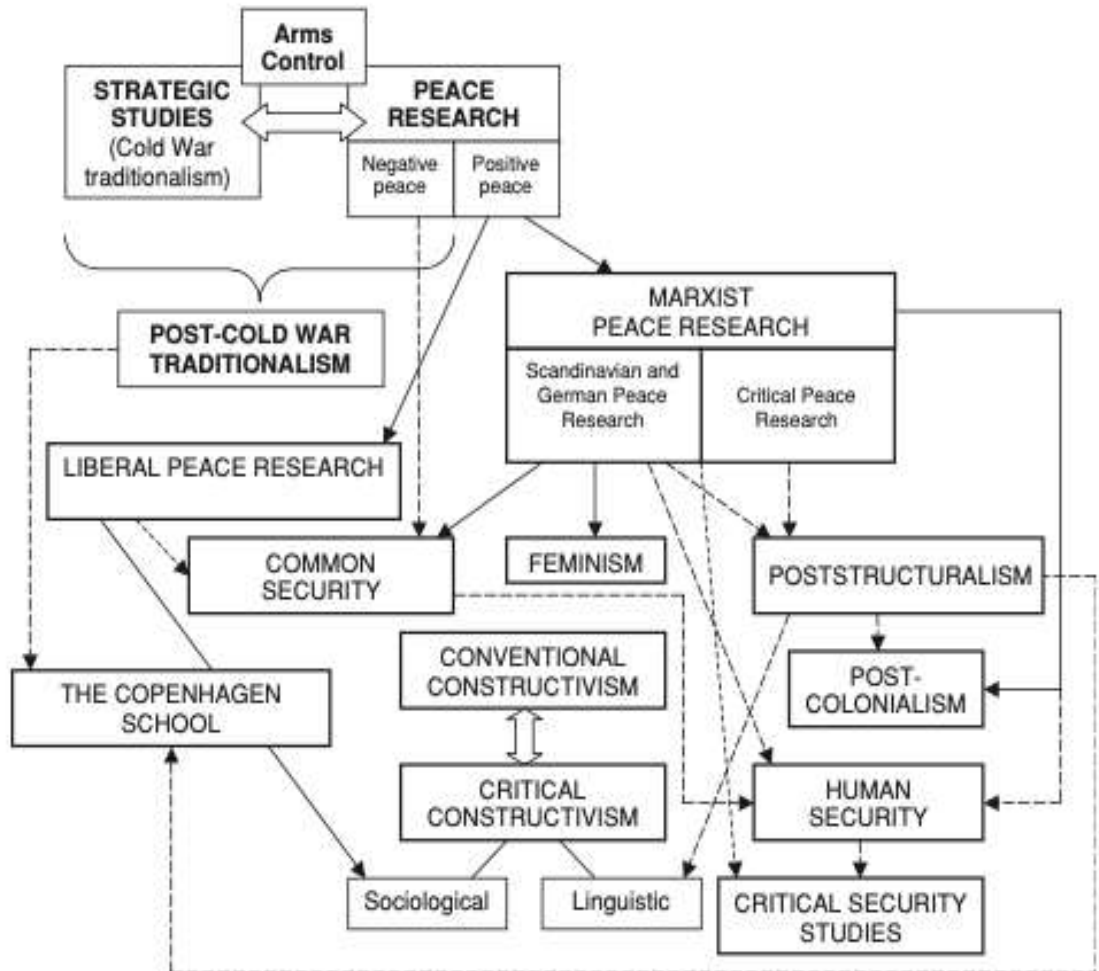 Arms
Control
STRATEGIC
STUDIES
(Cold War
traditionalism)
PEACE
RESEARCH
Negative
peace
Positive
peace
MARXIST
PEACE RESEARCH
Scandinavian and
German Peace
Research
Critical Peace
Research
POST-COLD WAR
TRADITIONALISM
LIBERAL PEACE RESEARCH
COMMON
SECURITY
FEMINISM
POSTSTRUCTURALISM
CONVENTIONAL
CONSTRUCTIVISM
POST-
COLONIALISM
THE COPENHAGEN
SCHOOL
CRITICAL
CONSTRUCTIVISM
HUMAN
SECURITY
Sociological
Linguistic
CRITICAL SECURITY
STUDIES